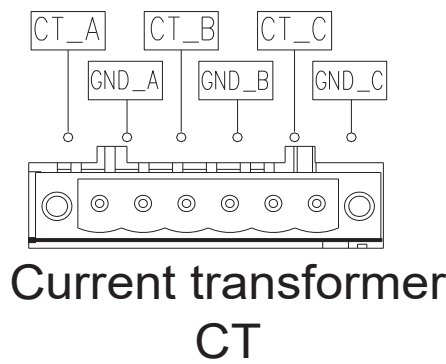 CT_A CT_B CT_C
GND_A GND_B GND_C
Current transformer
CT